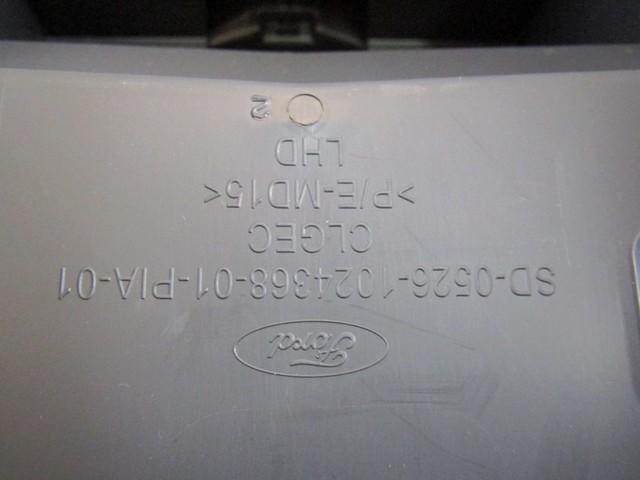 Ford
SD-0526-1024368-01-PIA-01
CLGEC
>P/E-MD15<
LHD
2